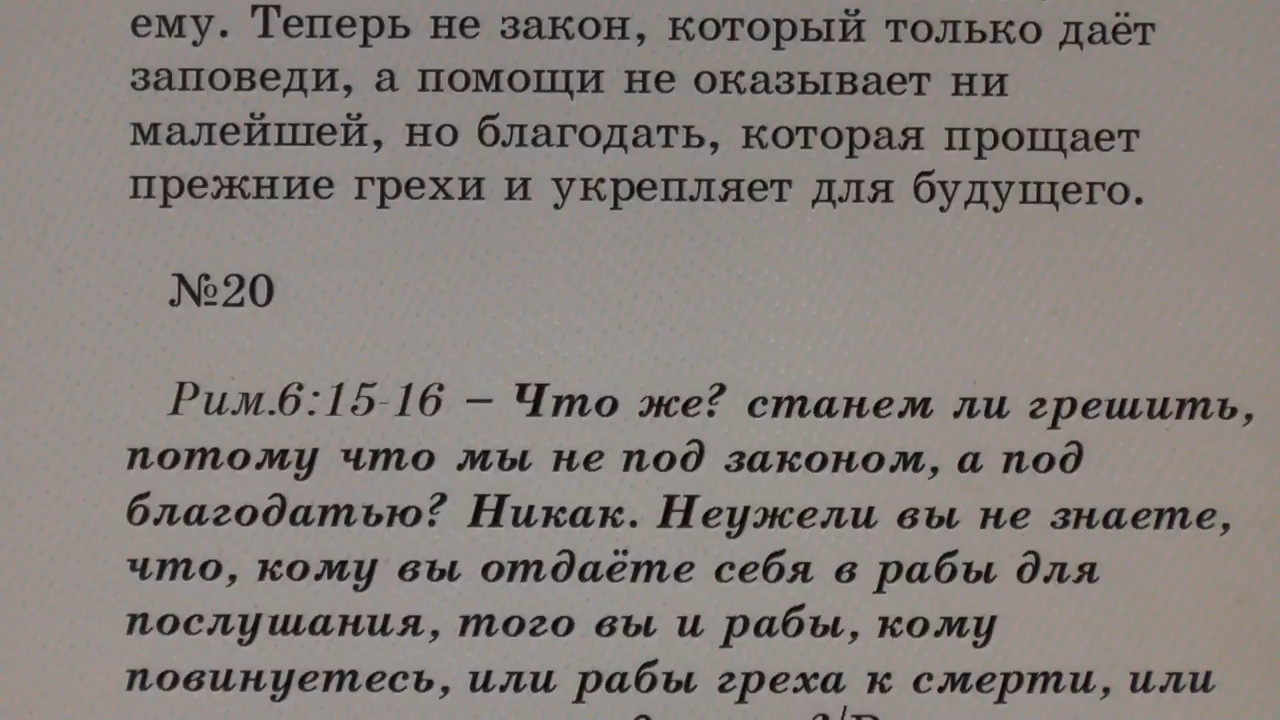 ему. Теперь не закон, который только даёт
заповеди, а помощи не оказывает ни
малейшей, но благодать, которая прощает
прежние грехи и укрепляет для будущего.
№20
Рим.6:15-16 – Что же? станем ли грешить,
потому что мы не под законом, а под
благодатью? Никак. Неужели вы не знаете,
что, кому вы отдаёте себя в рабы для
послушания, того вы и рабы, кому
повинуетесь, или рабы греха к смерти, или